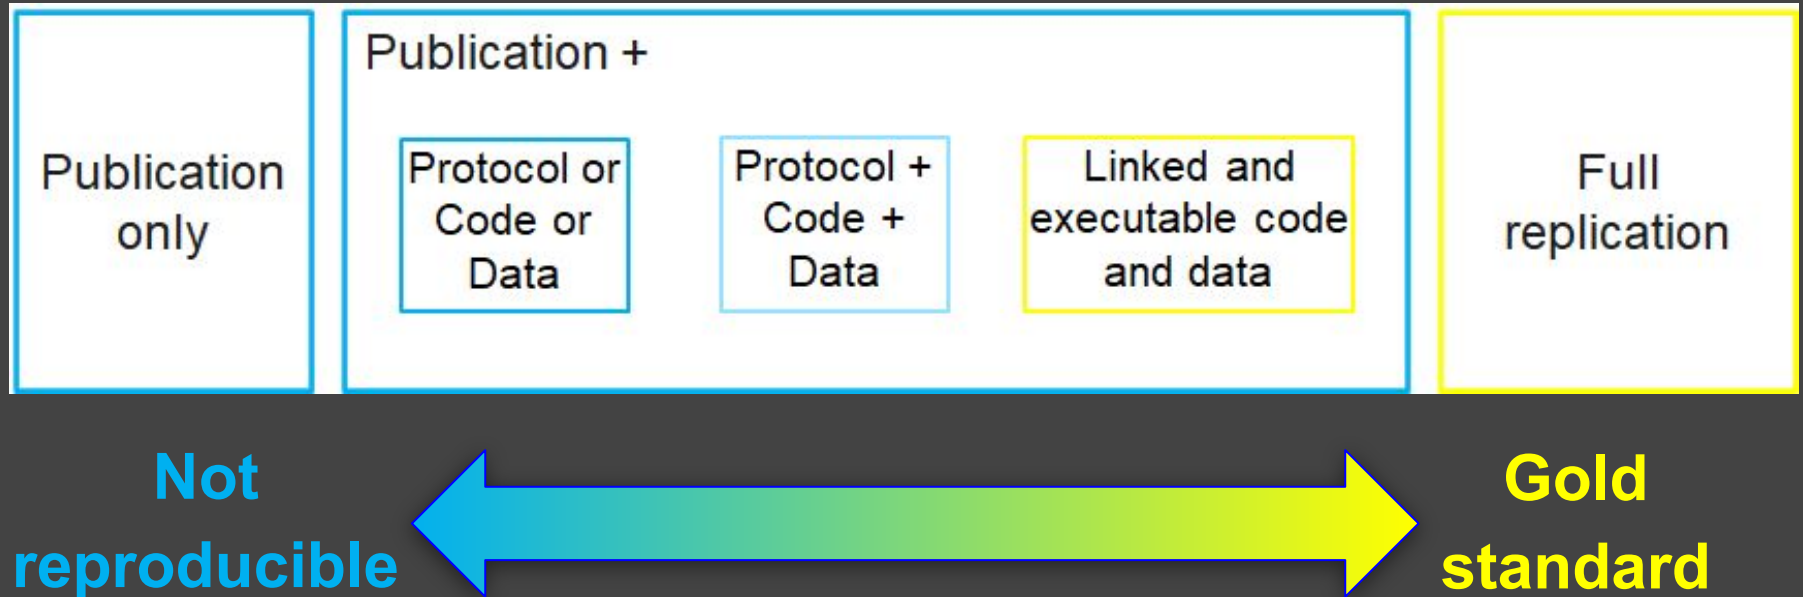 Publication
only
Publication +
Protocol or
Code or
Data
Protocol +
Code +
Data
Linked and
executable code
and data
Full
replication
Not
reproducible
Gold
standard